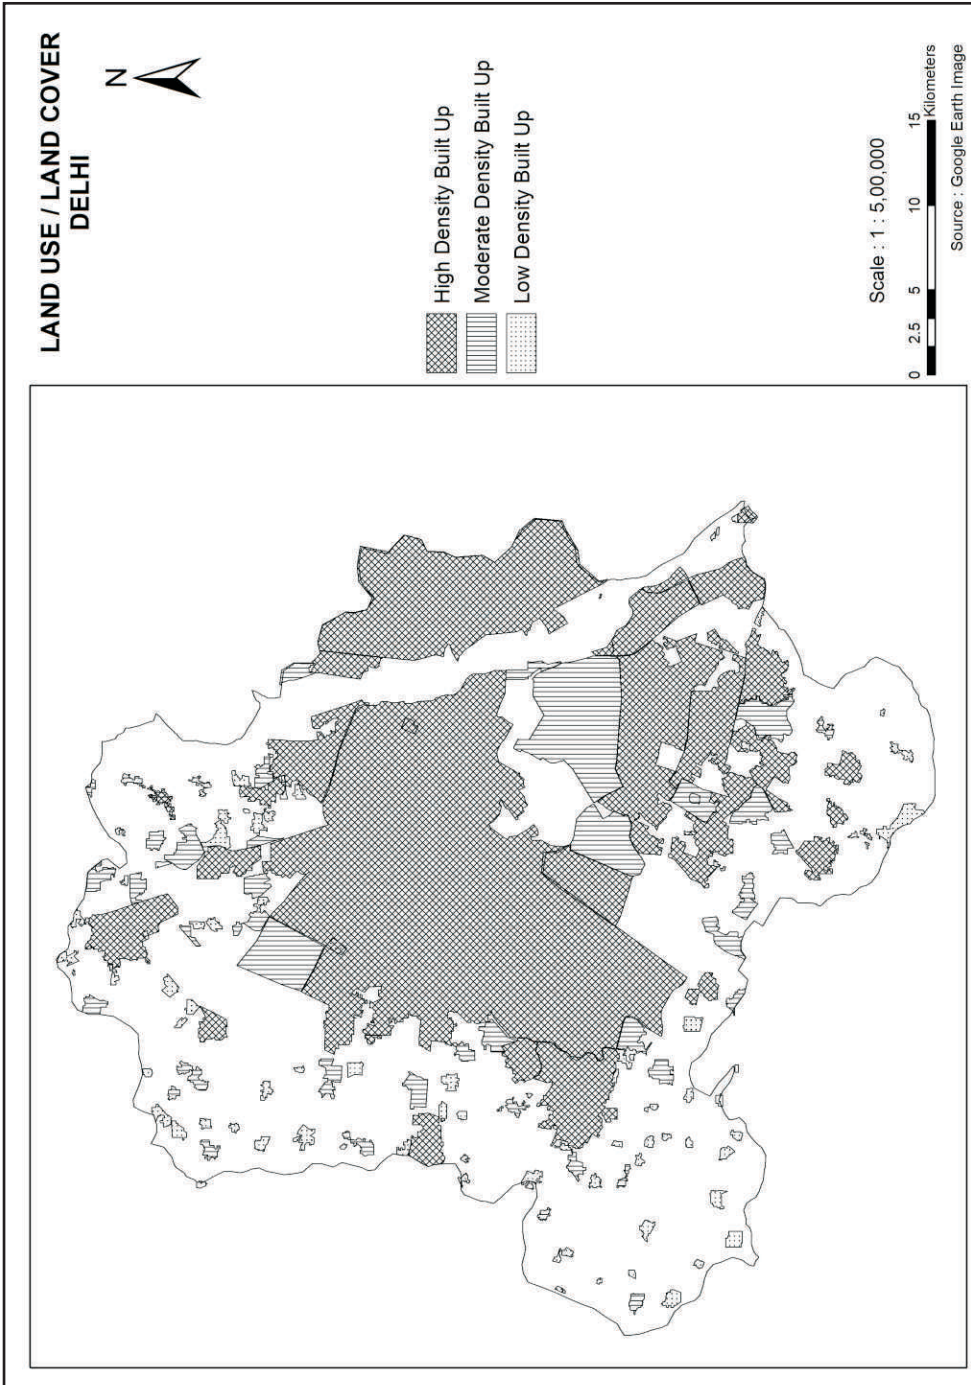 LAND USE / LAND COVER
DELHI
N
High Density Built Up
Moderate Density Built Up
Low Density Built Up
Scale : 1 : 5,00,000
0 2.5 5 10 15
Kilometers
Source : Google Earth Image